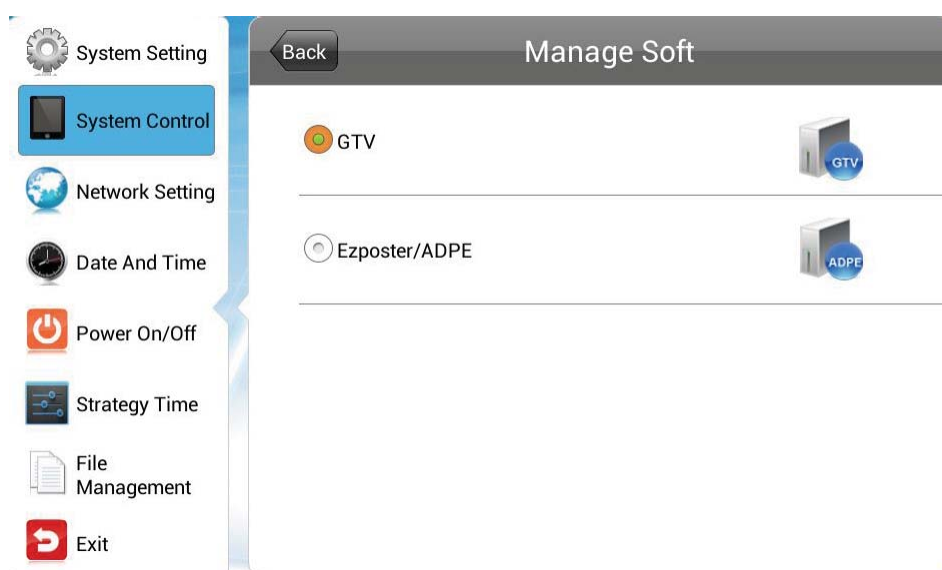 System Setting
System Control
Network Setting
Date And Time
Power On/Off
Strategy Time
File
Management
Exit
Back
Manage Soft
GTV
GTV
Ezposter/ADPE
ADPE